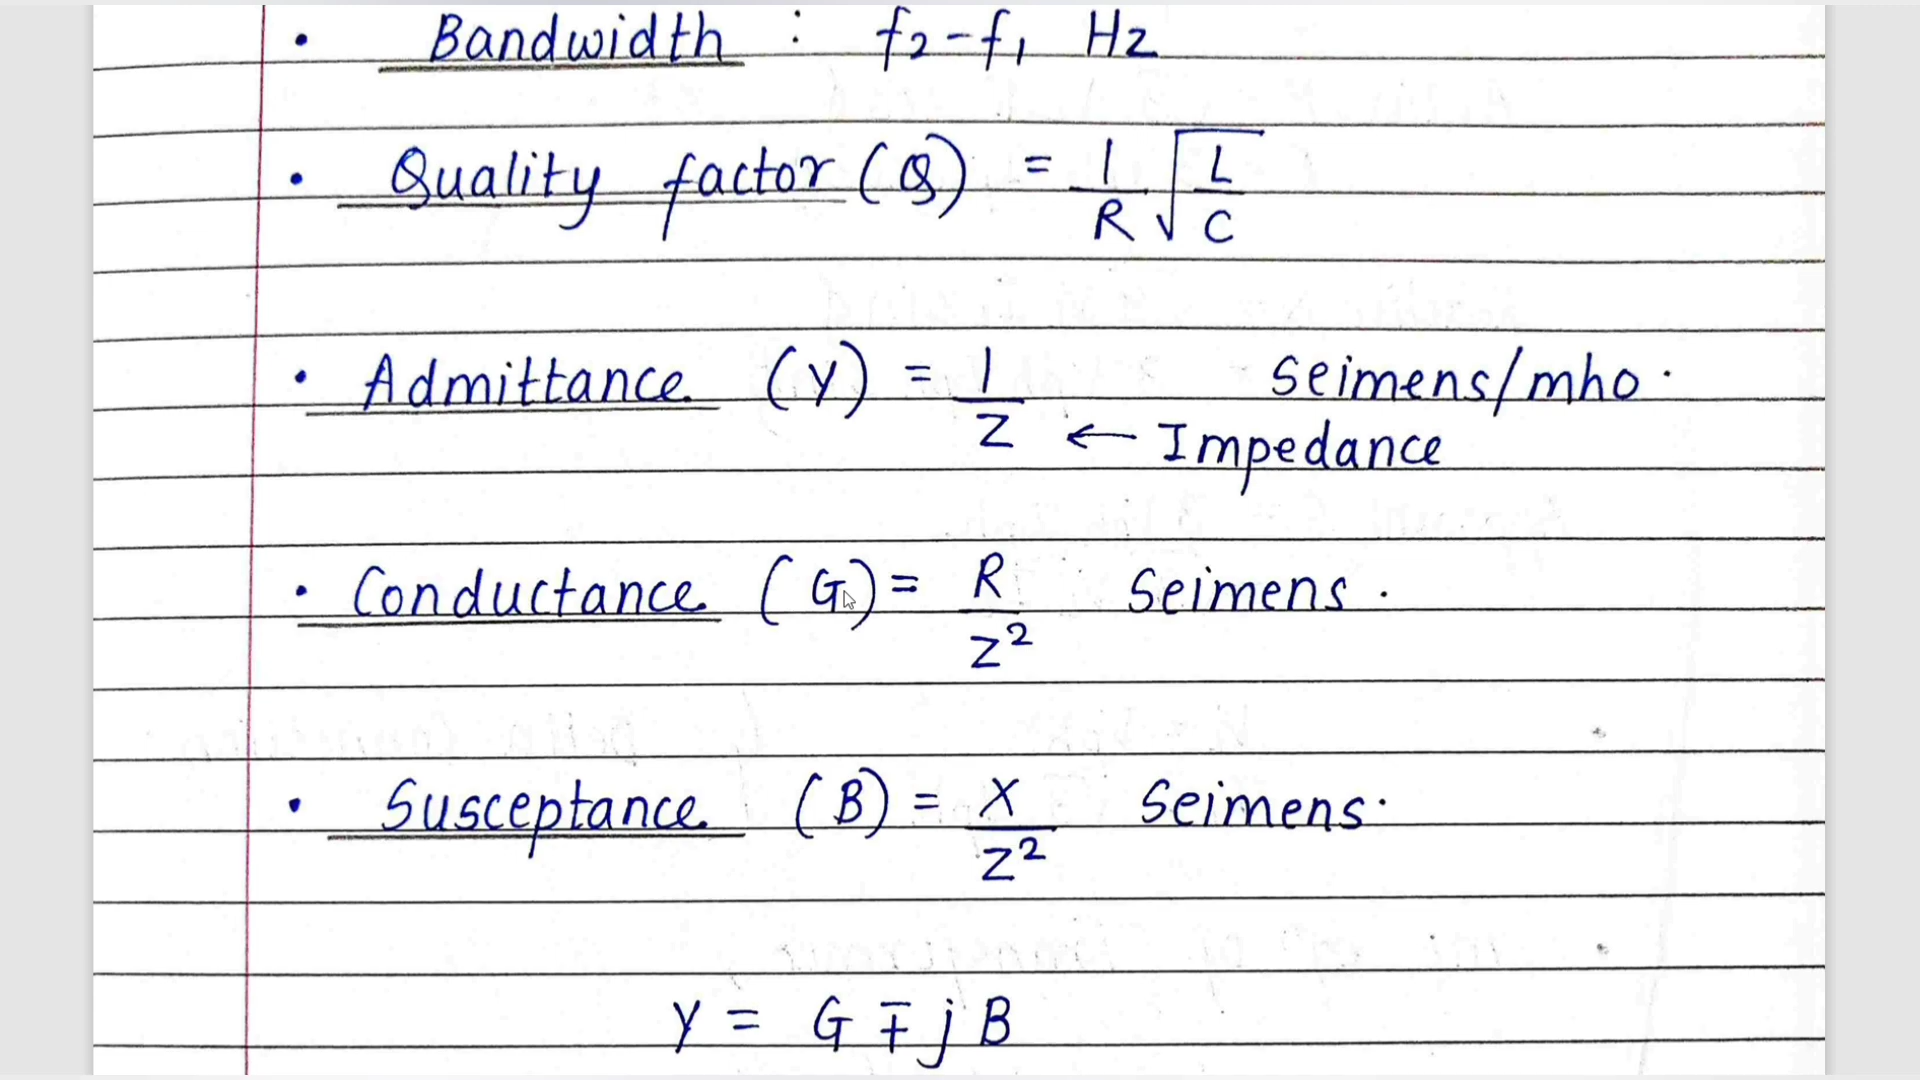 • Bandwidth : f₂-f₁ Hz
• Quality factor (Q) = 1/R √(L/C)
• Admittance (Y) = 1/Z Seimens/mho.
← Impedance
• Conductance (G) = R/Z² Seimens.
• Susceptance (B) = X/Z² Seimens.
Y = G ∓ j B